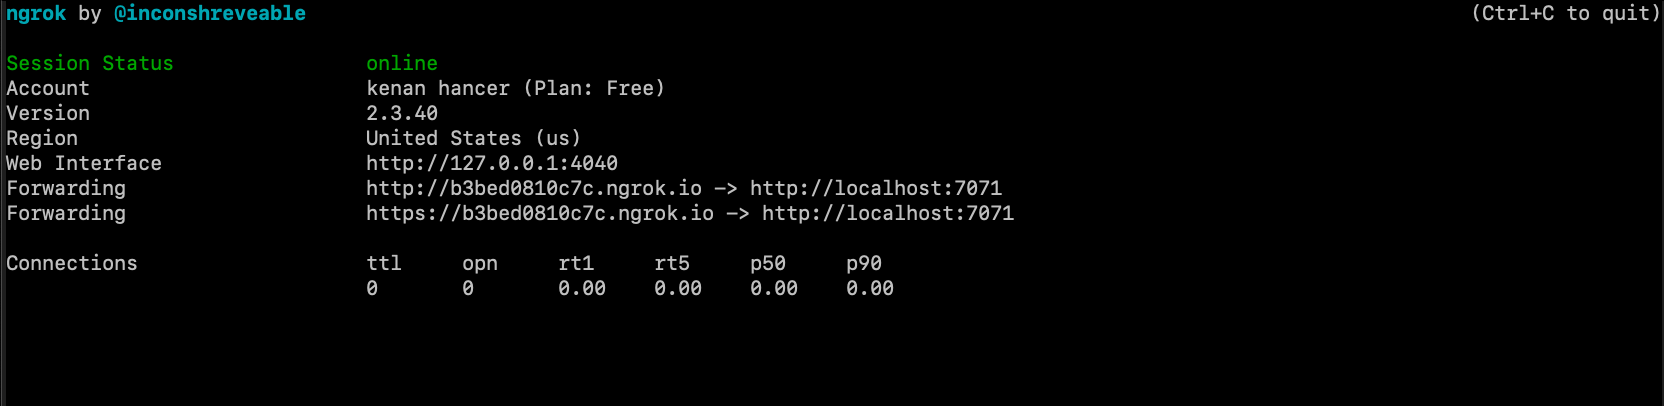 ngrok by @inconshreveable (Ctrl+C to quit)
Session Status online
Account kenan hancer (Plan: Free)
Version 2.3.40
Region United States (us)
Web Interface http://127.0.0.1:4040
Forwarding http://b3bed0810c7c.ngrok.io -> http://localhost:7071
Forwarding https://b3bed0810c7c.ngrok.io -> http://localhost:7071
Connections ttl opn rt1 rt5 p50 p90
0 0 0.00 0.00 0.00 0.00